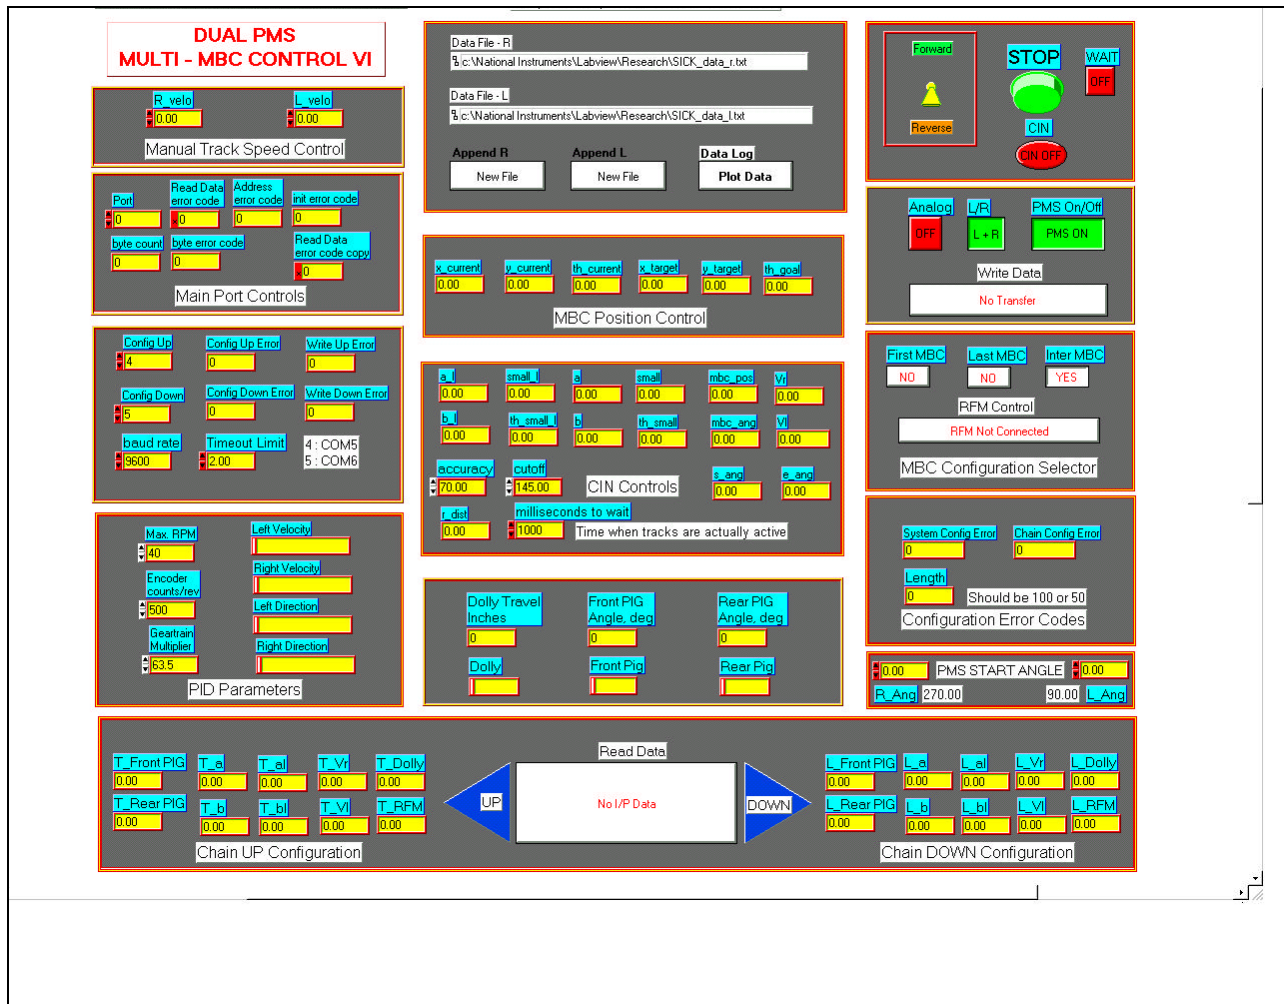 DUAL PMS
MULTI - MBC CONTROL VI
R_velo L_velo
0.00 0.00
Manual Track Speed Control
Port Read Data error code Address error code init error code
0 0 0 0
byte count byte error code Read Data error code copy
0 0 0
Main Port Controls
Config Up Config Up Error Write Up Error
4 0 0
Config Down Config Down Error Write Down Error
5 0 0
baud rate Timeout Limit 4 : COM5
9600 2.00 5 : COM6
Max. RPM Left Velocity
40
Encoder counts/rev Right Velocity
500 Left Direction
Geartrain Multiplier Right Direction
63.5
PID Parameters
Data File - R
c:\National Instruments\Labview\Research\SICK_data_r.txt
Data File - L
c:\National Instruments\Labview\Research\SICK_data_l.txt
Append R Append L Data Log
New File New File Plot Data
x_current y_current th_current x_target y_target th_goal
0.00 0.00 0.00 0.00 0.00 0.00
MBC Position Control
a_l small_l a small mbc_pos Vr
0.00 0.00 0.00 0.00 0.00 0.00
b_l th_small_l b th_small mbc_ang Vl
0.00 0.00 0.00 0.00 0.00 0.00
accuracy cutoff CIN Controls s_ang e_ang
70.00 145.00 0.00 0.00
r_dist milliseconds to wait
0.00 1000 Time when tracks are actually active
Dolly Travel Inches Front PIG Angle, deg Rear PIG Angle, deg
0 0 0
Dolly Front Pig Rear Pig
Forward STOP WAIT
OFF
Reverse CIN
CIN OFF
Analog L/R PMS On/Off
OFF L + R PMS ON
Write Data
No Transfer
First MBC Last MBC Inter MBC
NO NO YES
RFM Control
RFM Not Connected
MBC Configuration Selector
System Config Error Chain Config Error
0 0
Length
0 Should be 100 or 50
Configuration Error Codes
0.00 PMS START ANGLE 0.00
R_Ang 270.00 90.00 L_Ang
T_Front PIG T_a T_al T_Vr T_Dolly
0.00 0.00 0.00 0.00 0.00
T_Rear PIG T_b T_bl T_Vl T_RFM
0.00 0.00 0.00 0.00 0.00
Chain UP Configuration
Read Data
UP No I/P Data DOWN
L_Front PIG L_a L_al L_Vr L_Dolly
0.00 0.00 0.00 0.00 0.00
L_Rear PIG L_b L_bl L_Vl L_RFM
0.00 0.00 0.00 0.00 0.00
Chain DOWN Configuration